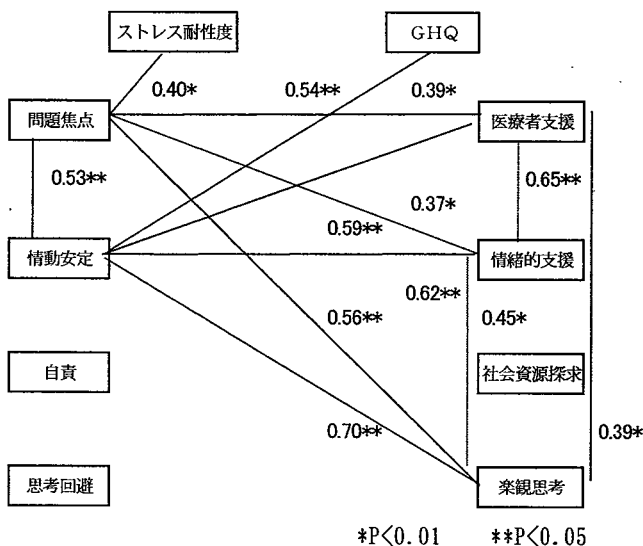 ストレス耐性度 GHQ
0.40* 0.54** 0.39*
問題焦点 医療者支援
0.53** 0.37* 0.65**
0.59**
情動安定 情緒的支援
0.62**
0.56** 0.45*
自責 社会資源探求
0.70** 0.39*
思考回避 楽観思考
*P<0.01 **P<0.05